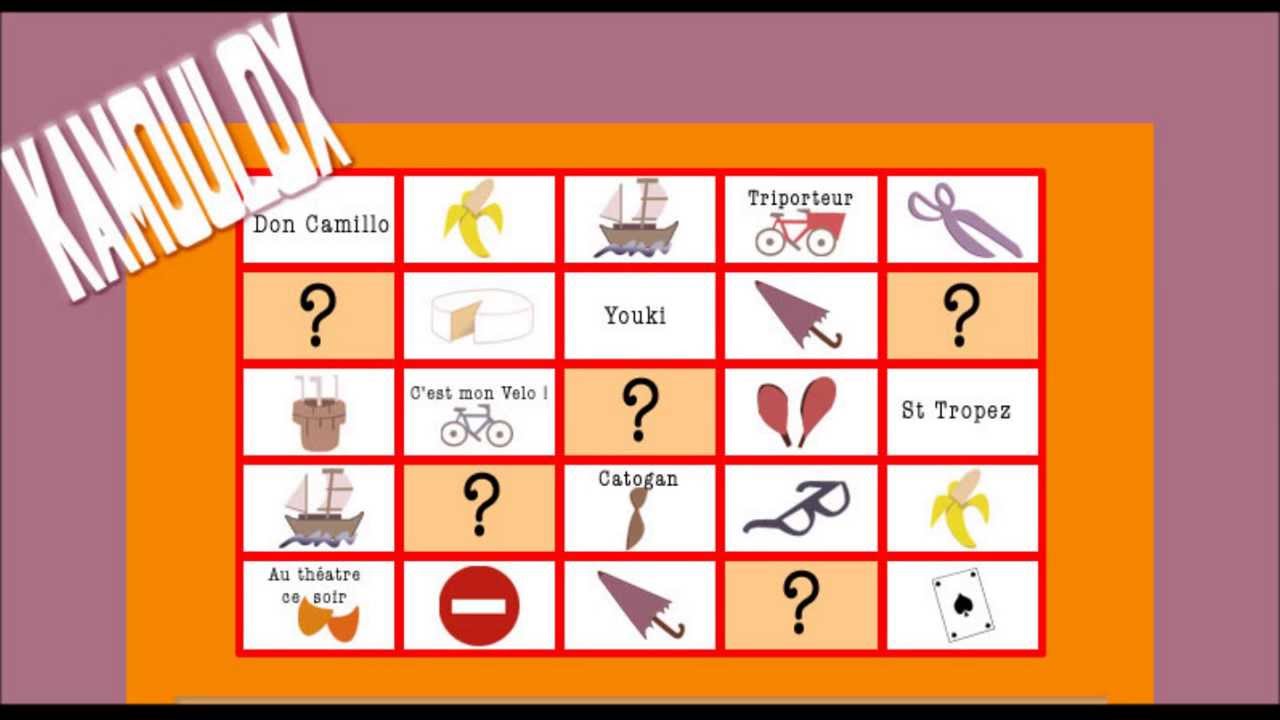 KAMOULOX
Don Camillo
Triporteur
?
Youki
?
C'est mon Velo !
?
St Tropez
?
Catogan
Au théatre
ce soir
?